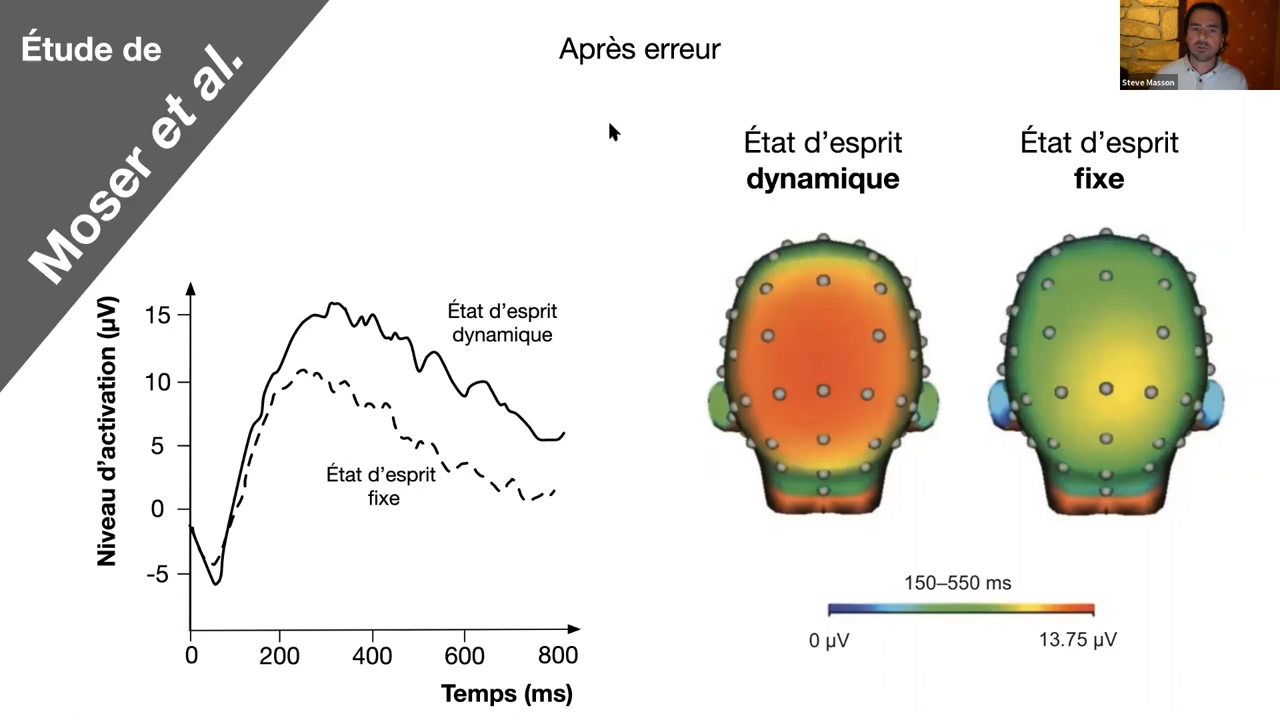 Étude de
Moser et al.
Après erreur
Steve Masson
État d’esprit
dynamique
État d’esprit
fixe
Niveau d’activation (µV)
15
10
5
0
-5
État d’esprit
dynamique
État d’esprit
fixe
0 200 400 600 800
Temps (ms)
150–550 ms
0 µV 13.75 µV